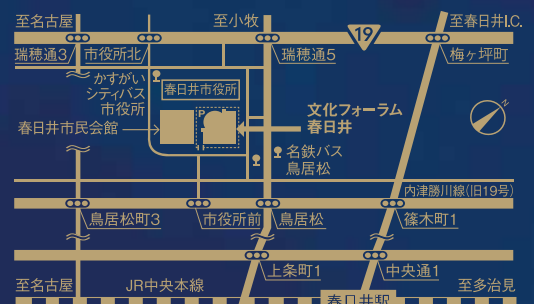 至名古屋
至小牧
至春日井I.C.
19
瑞穂通3
市役所北
瑞穂通5
梅ヶ坪町
かすがい
シティバス
市役所
春日井市役所
P
文化フォーラム
春日井
N
春日井市民会館
名鉄バス
鳥居松
内津勝川線(旧19号)
鳥居松町3
市役所前
鳥居松
篠木町1
上条町1
中央通1
至名古屋
JR中央本線
春日井駅
至多治見